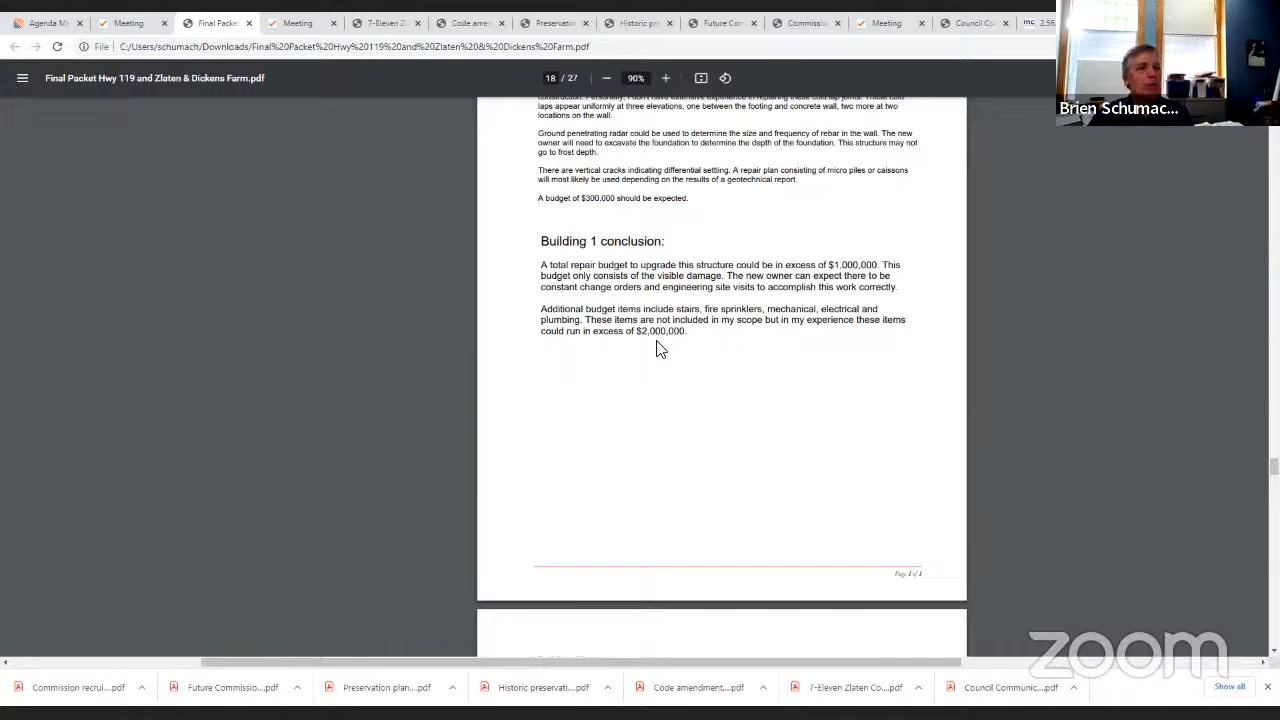 Agenda M
Meeting
Final Packet
Meeting
7-Eleven Zl
Code amen
Preservatio
Historic pre
Future Com
Commissio
Meeting
Council Co
mc
2.56
File
C:/Users/schumach/Downloads/Final%20Packet%20Hwy%20119%20and%20Zlaten%20&%20Dickens%20Farm.pdf
Final Packet Hwy 119 and Zlaten & Dickens Farm.pdf
18 / 27
90%
Brien Schumac...
laps appear uniformly at three elevations, one between the footing and concrete wall, two more at two
locations on the wall.
Ground penetrating radar could be used to determine the size and frequency of rebar in the wall. The new
owner will need to excavate the foundation to determine the depth of the foundation. This structure may not
go to frost depth.
There are vertical cracks indicating differential settling. A repair plan consisting of micro piles or caissons
will most likely be used depending on the results of a geotechnical report.
A budget of $300,000 should be expected.
Building 1 conclusion:
A total repair budget to upgrade this structure could be in excess of $1,000,000. This
budget only consists of the visible damage. The new owner can expect there to be
constant change orders and engineering site visits to accomplish this work correctly.
Additional budget items include stairs, fire sprinklers, mechanical, electrical and
plumbing. These items are not included in my scope but in my experience these items
could run in excess of $2,000,000.
Page 1 of 1
zoom
Commission recrui....pdf
Future Commissio....pdf
Preservation plan....pdf
Historic preservati....pdf
Code amendment....pdf
7-Eleven Zlaten Co....pdf
Council Communic....pdf
Show all